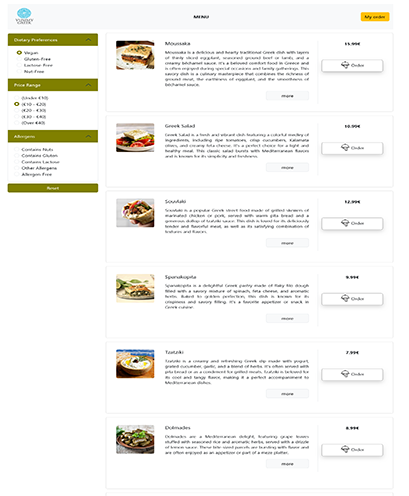 MENU
My order
Dietary Preferences
Vegan
Gluten-Free
Lactose-Free
Nut-Free
Price Range
(Under €10)
(€10 - €20)
(€20 - €30)
(€30 - €40)
(Over €40)
Allergens
Contains Nuts
Contains Gluten
Contains Lactose
Other Allergens
Allergen-Free
Reset
Moussaka
15.99€
Moussaka is a delicious and hearty traditional Greek dish with layers
of thinly sliced eggplant, seasoned ground beef or lamb, and a
creamy béchamel sauce. It's a beloved comfort food in Greece and
is often enjoyed during special occasions and family gatherings. This
savory dish is a culinary masterpiece that combines the richness of
ground meat, the earthiness of eggplant, and the smoothness of
béchamel sauce.
Order
more
Greek Salad
10.99€
Greek Salad is a fresh and vibrant dish featuring a colorful medley of
ingredients, including ripe tomatoes, crisp cucumbers, Kalamata
olives, and creamy feta cheese. It's a perfect choice for a light and
healthy meal. This classic salad bursts with Mediterranean flavors
and is known for its simplicity and freshness.
Order
more
Souvlaki
12.99€
Souvlaki is a popular Greek street food made of grilled skewers of
marinated chicken or pork, served with warm pita bread and a
generous dollop of tzatziki sauce. This dish is loved for its deliciously
tender and flavorful meat, as well as its satisfying combination of
textures and flavors.
Order
more
Spanakopita
9.99€
Spanakopita is a delightful Greek pastry made of flaky filo dough
filled with a savory mixture of spinach, feta cheese, and aromatic
herbs. Baked to golden perfection, this dish is known for its
crispness and savory filling. It's a favorite appetizer or snack in
Greek cuisine.
Order
more
Tzatziki
7.99€
Tzatziki is a creamy and refreshing Greek dip made with yogurt,
grated cucumber, garlic, and a blend of herbs. It's often served with
pita bread or as a condiment for grilled meats. Tzatziki is beloved for
its cool and tangy flavor, making it a perfect accompaniment to
Mediterranean dishes.
Order
more
Dolmades
8.99€
Dolmades are a Mediterranean delight, featuring grape leaves
stuffed with seasoned rice and aromatic herbs, served with a drizzle
of lemon sauce. These bite-sized parcels are bursting with flavor and
are often enjoyed as an appetizer or part of a meze platter.
Order
more